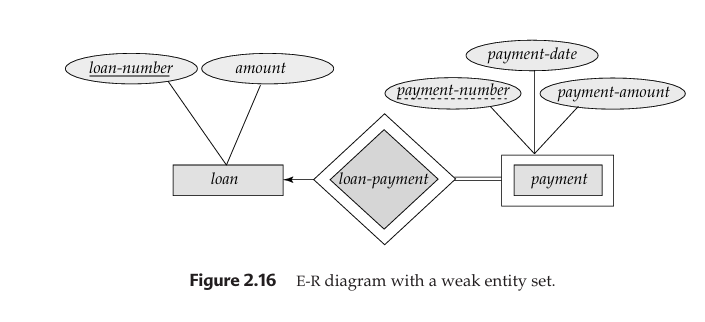 payment-date
loan-number amount
payment-number payment-amount
loan loan-payment payment
Figure 2.16 E-R diagram with a weak entity set.